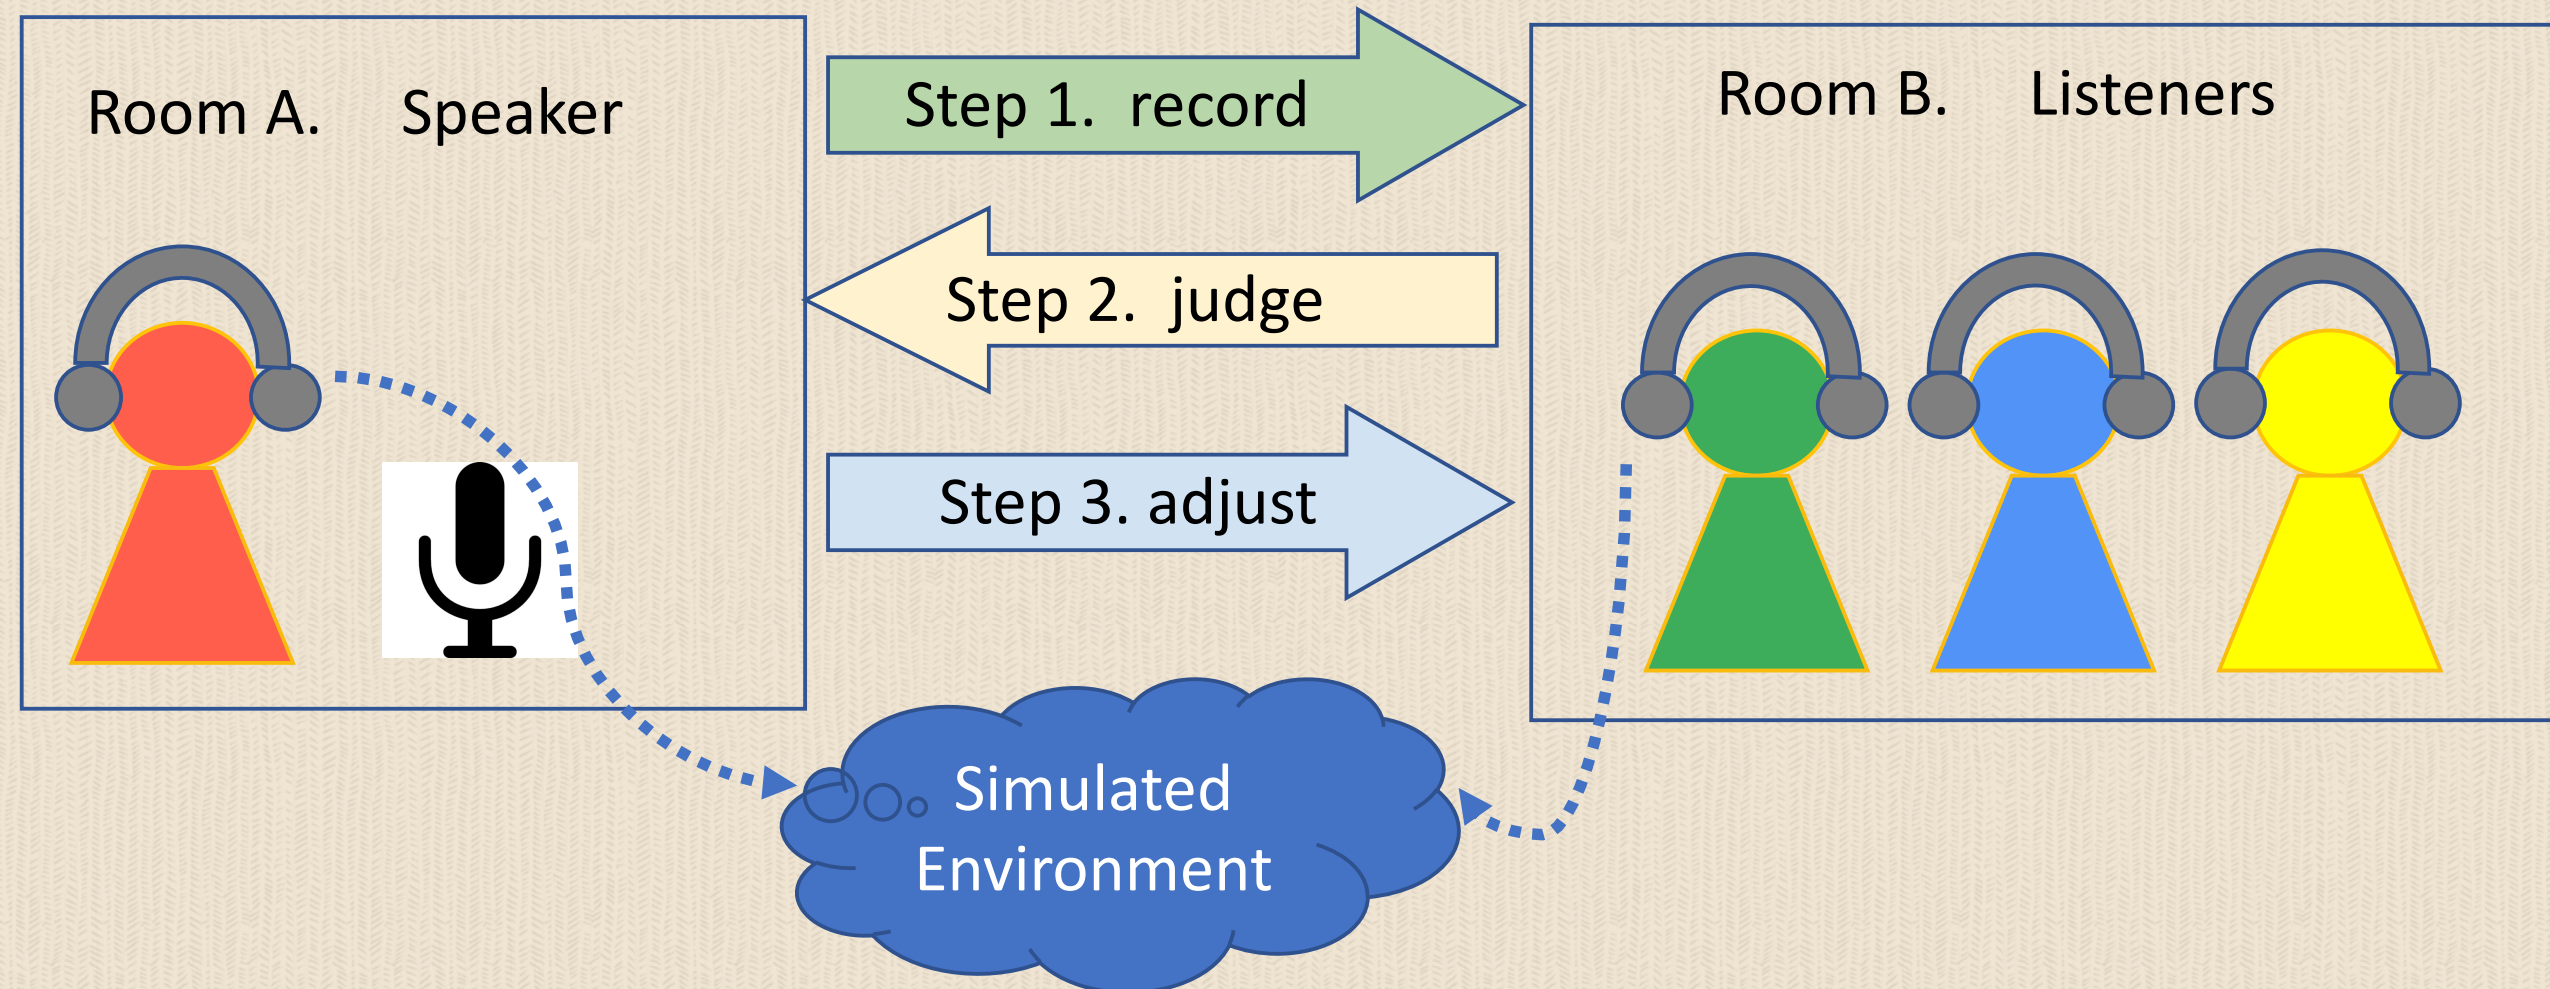 Room A. Speaker
Step 1. record
Room B. Listeners
Step 2. judge
Step 3. adjust
Simulated
Environment